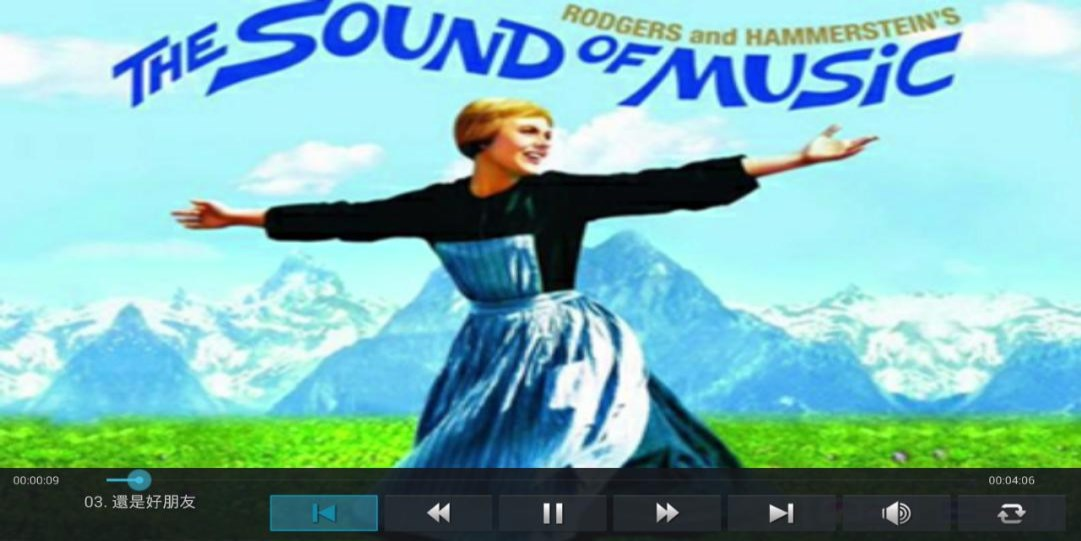 RODGERS and HAMMERSTEIN'S
THE SOUND OF MUSiC
00:00:09
00:04:06
03. 還是好朋友